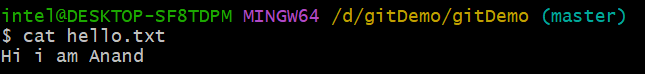 intel@DESKTOP-SF8TDPM MINGW64 /d/gitDemo/gitDemo (master)
$ cat hello.txt
Hi i am Anand